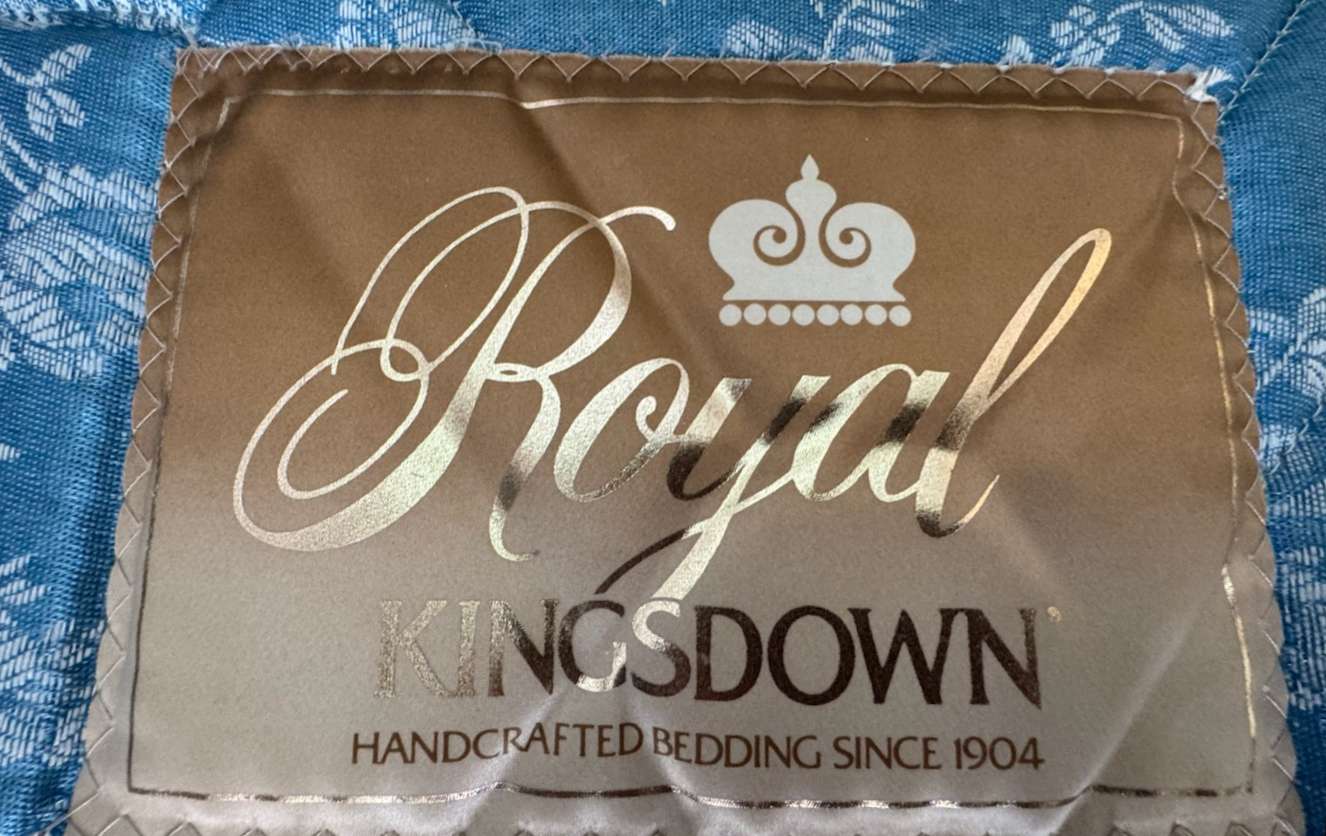 Royal
KINGSDOWN
HANDCRAFTED BEDDING SINCE 1904